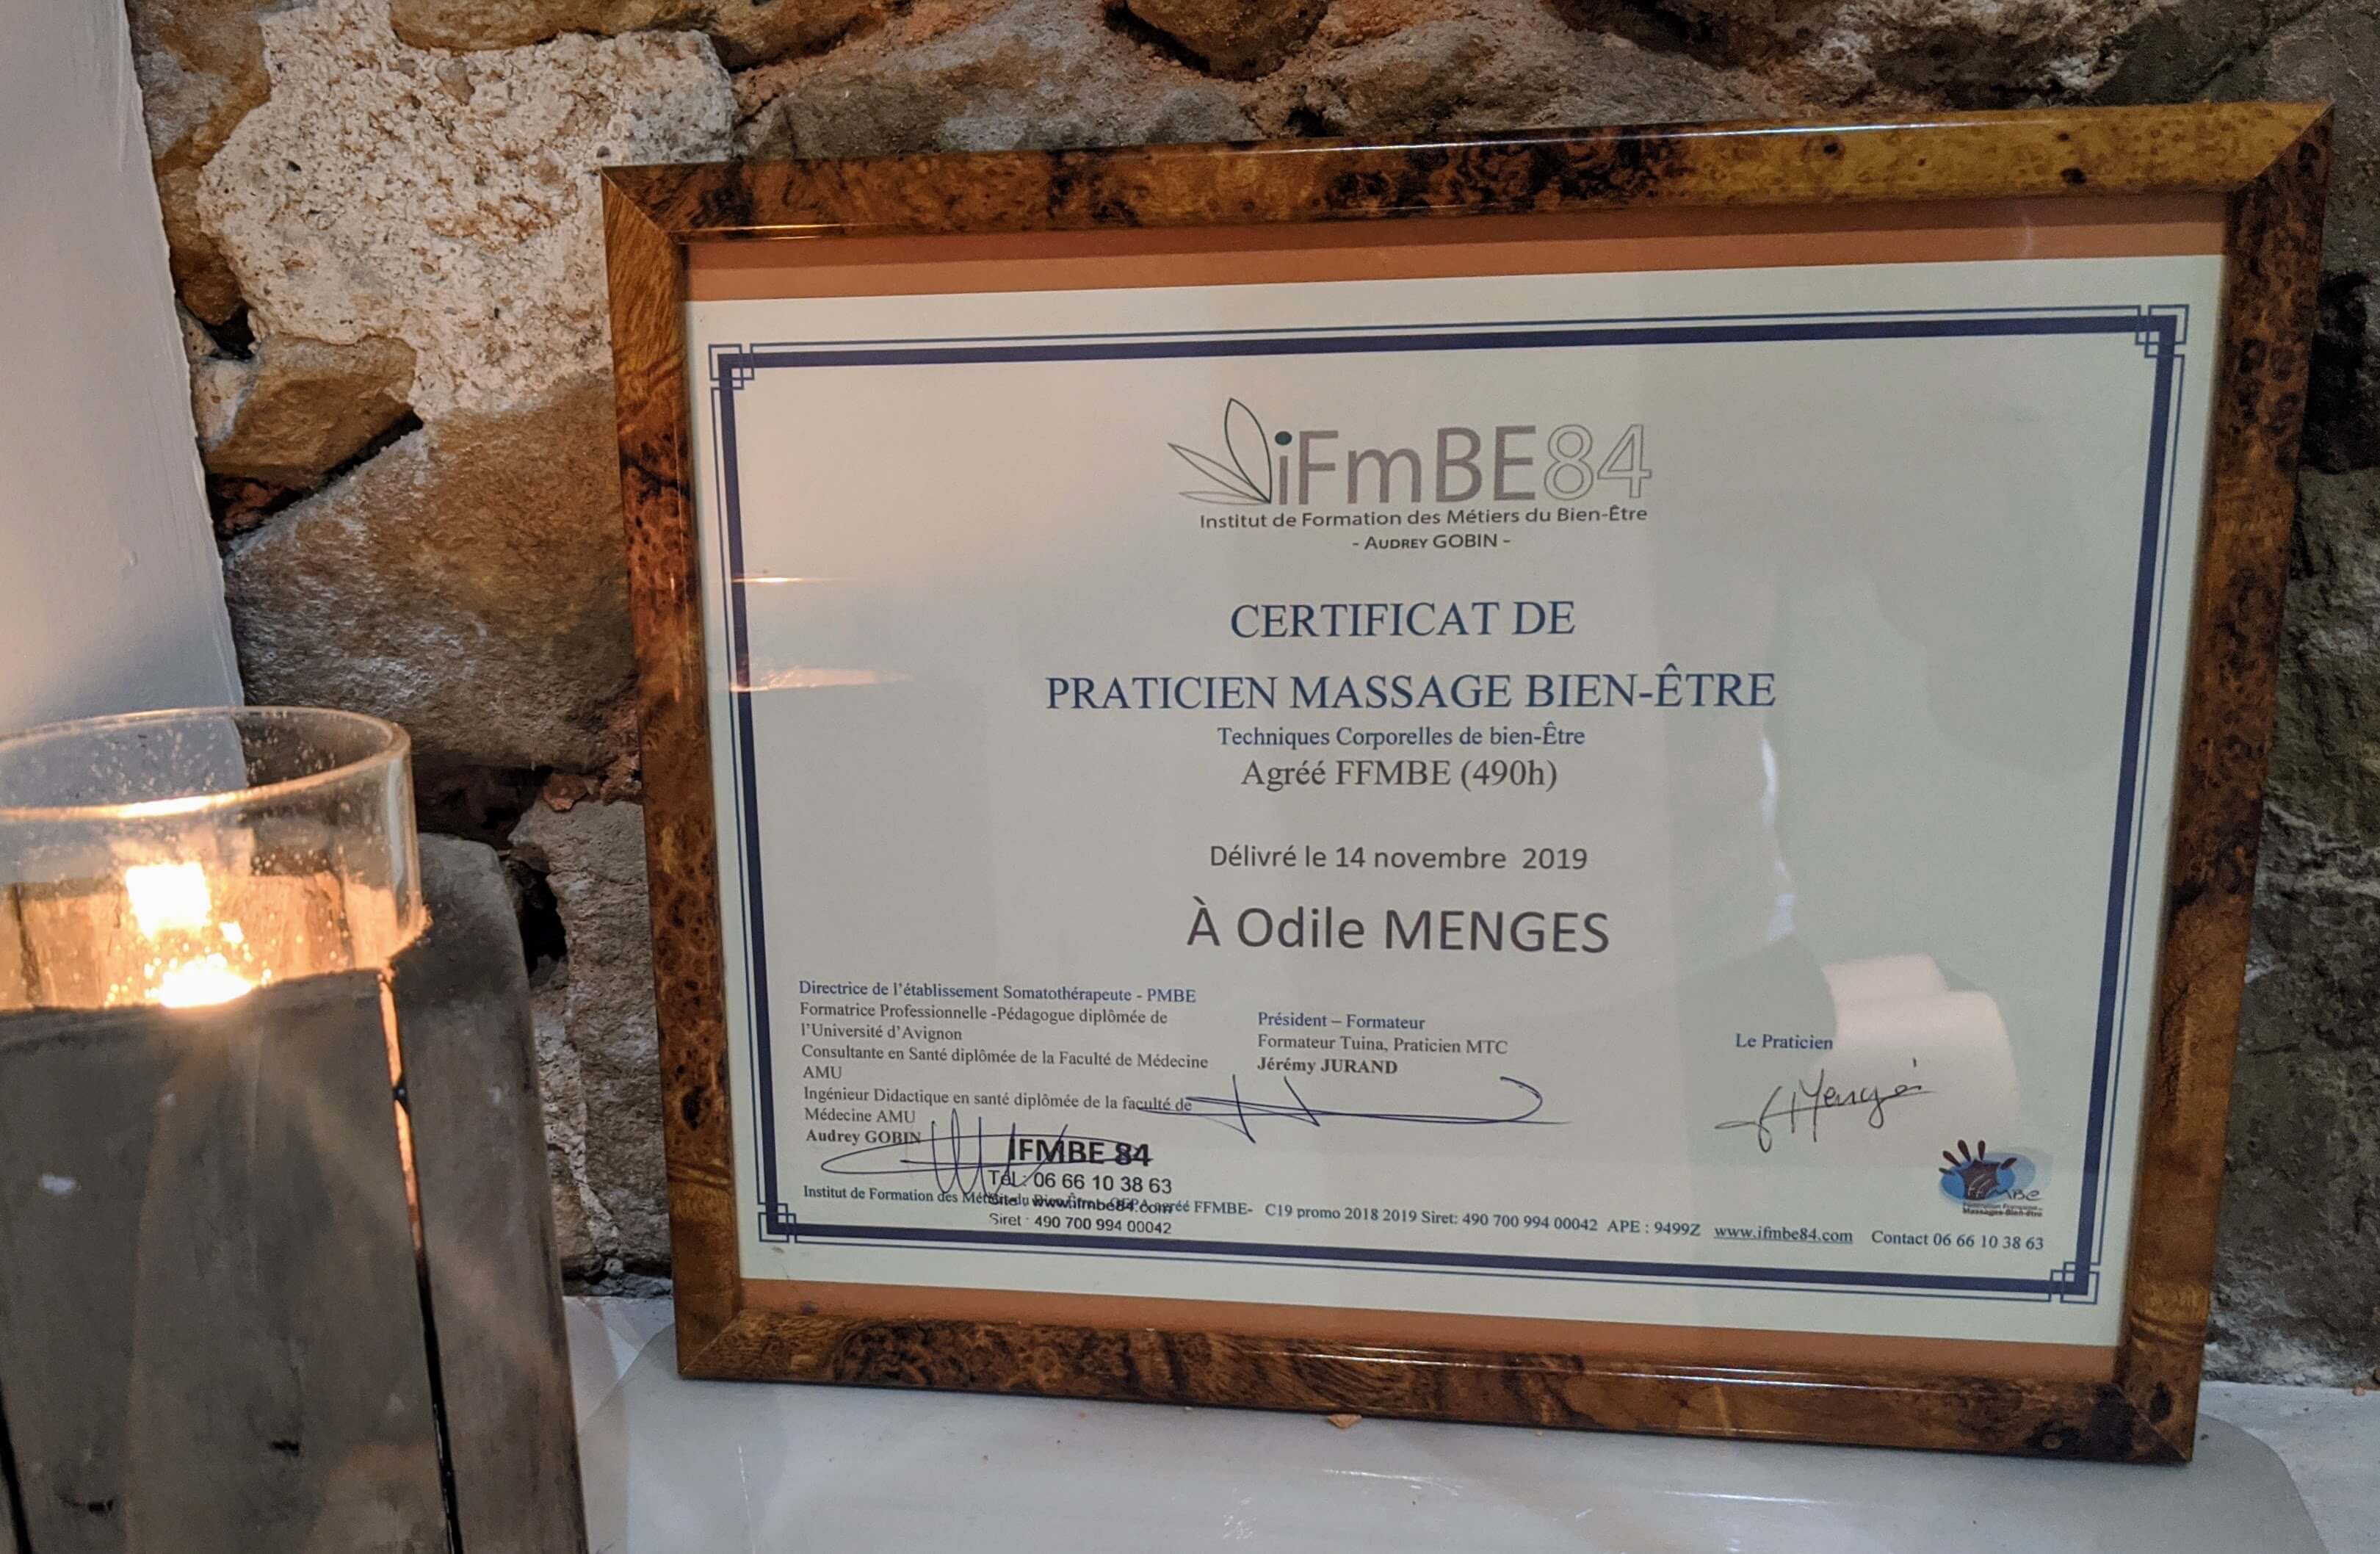 iFmBE84
Institut de Formation des Métiers du Bien-Être
- AUDREY GOBIN -
CERTIFICAT DE
PRATICIEN MASSAGE BIEN-ÊTRE
Techniques Corporelles de bien-Être
Agréé FFMBE (490h)
Délivré le 14 novembre 2019
À Odile MENGES
Directrice de l'établissement Somatothérapeute - PMBE
Formatrice Professionnelle -Pédagogue diplômée de
l'Université d'Avignon
Consultante en Santé diplômée de la Faculté de Médecine
AMU
Ingénieur Didactique en santé diplômée de la faculté de
Médecine AMU
Audrey GOBIN
Président – Formateur
Formateur Tuina, Praticien MTC
Jérémy JURAND
Le Praticien
IFMBE 84
Tél : 06 66 10 38 63
Site : www.ifmbe84.com
Siret : 490 700 994 00042
Institut de Formation des Métiers du Bien-Être agréé FFMBE- C19 promo 2018 2019 Siret: 490 700 994 00042 APE : 9499Z www.ifmbe84.com Contact 06 66 10 38 63
FFMBE
Fédération Française
Massages-Bien-être